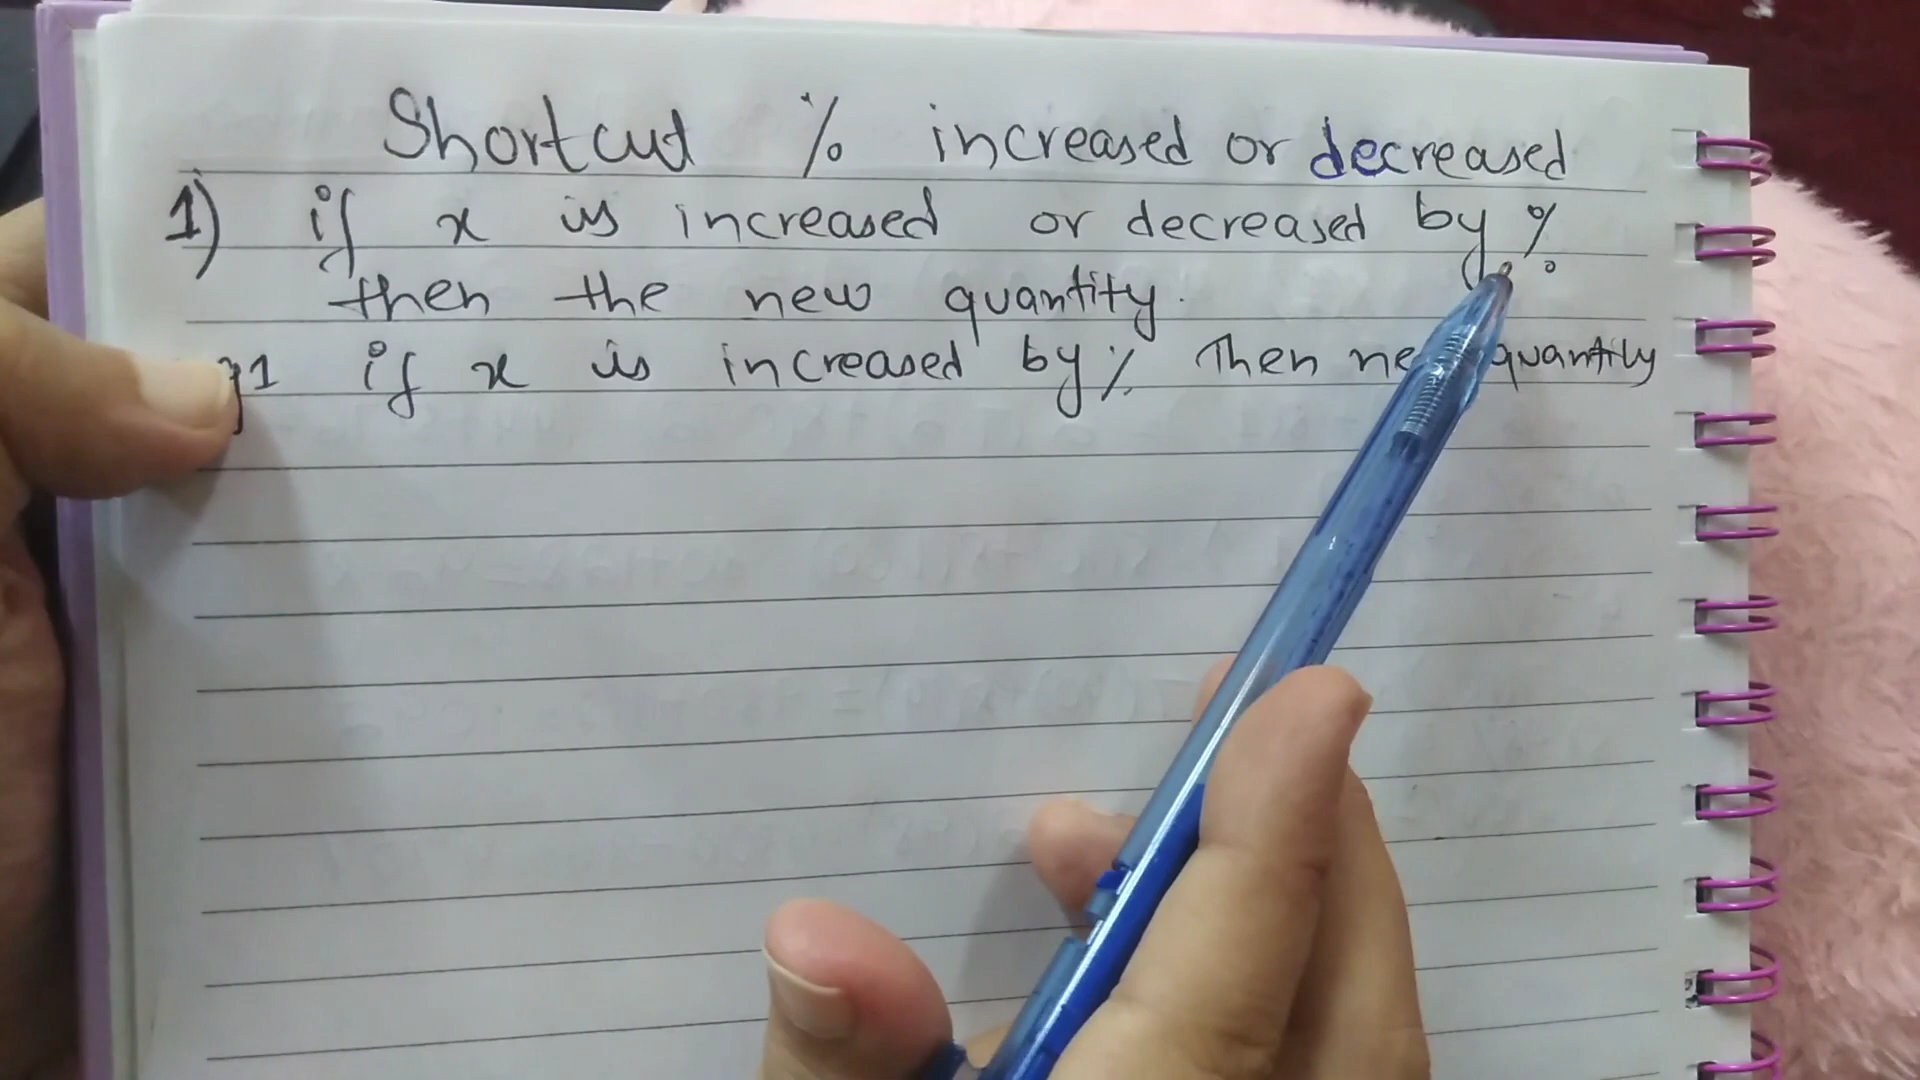 Shortcut % increased or decreased
1) if x is increased or decreased by %
then the new quantity.
if x is increased by % Then quantity